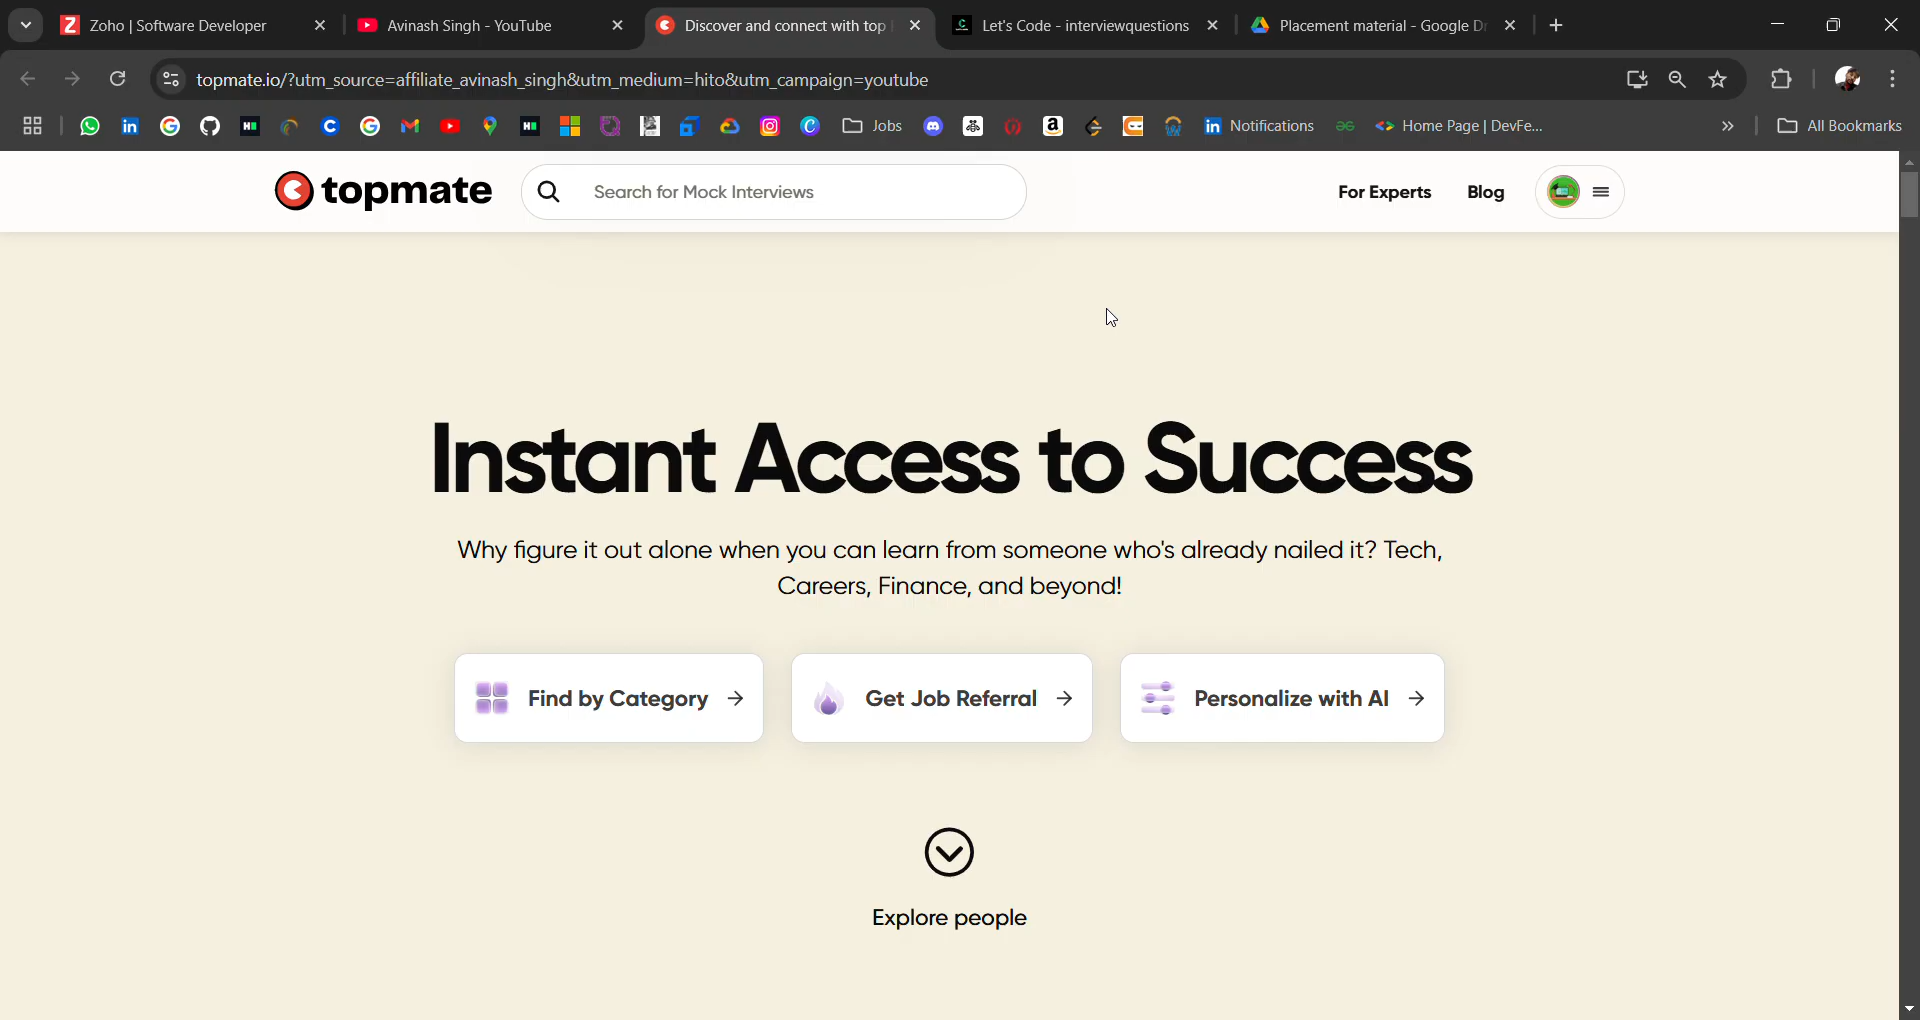 Zoho | Software Developer
Avinash Singh - YouTube
Discover and connect with top
Let's Code - interviewquestions
Placement material - Google Dr
topmate.io/?utm_source=affiliate_avinash_singh&utm_medium=hito&utm_campaign=youtube
Jobs
Notifications
Home Page | DevFe...
All Bookmarks
topmate
Search for Mock Interviews
For Experts
Blog
Instant Access to Success
Why figure it out alone when you can learn from someone who's already nailed it? Tech,
Careers, Finance, and beyond!
Find by Category
Get Job Referral
Personalize with AI
Explore people